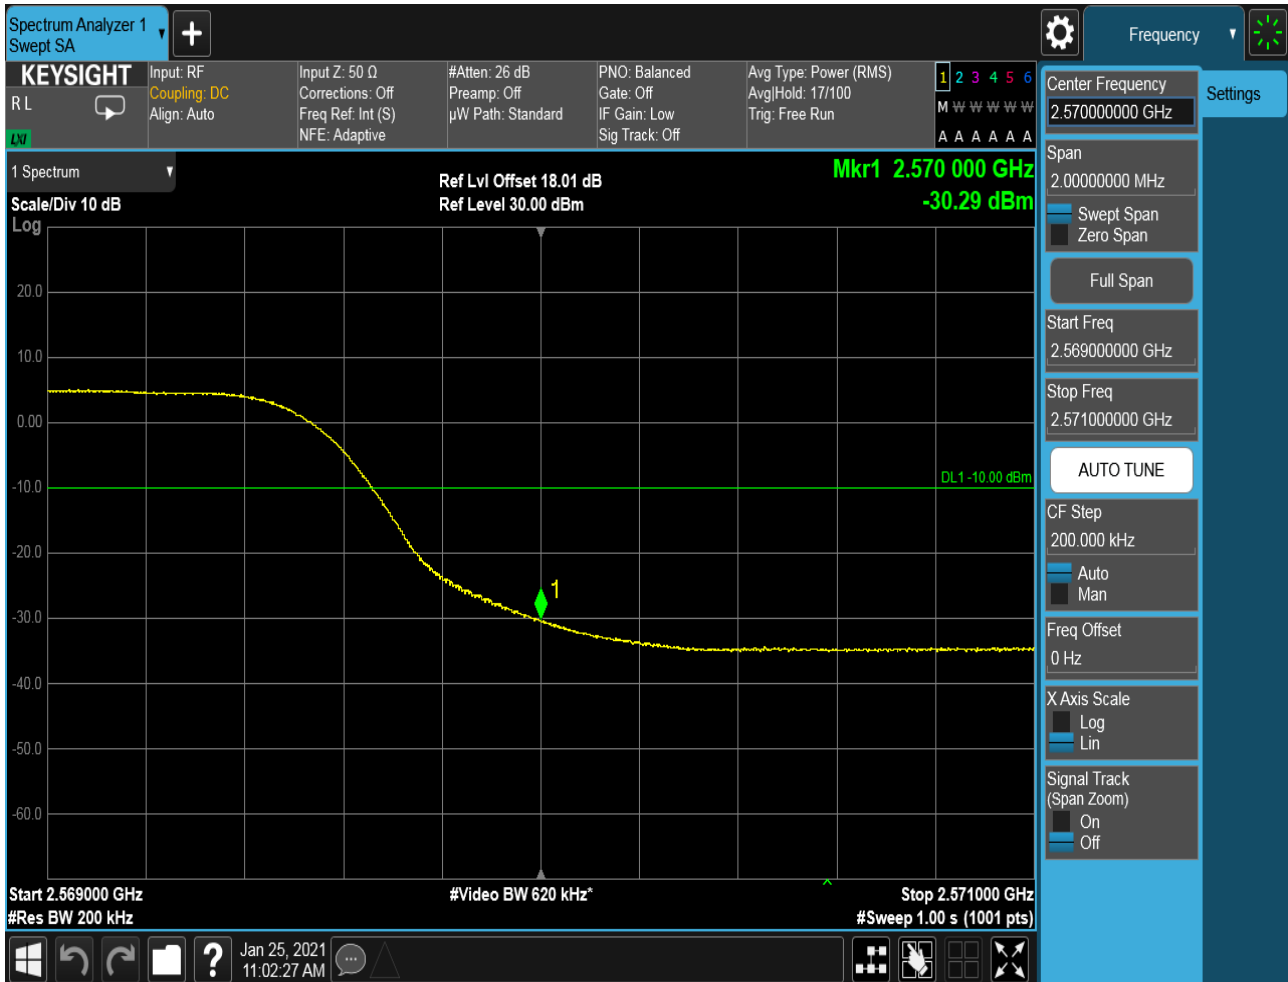 Spectrum Analyzer 1
Swept SA
Frequency
KEYSIGHT
R L
LXI
Input: RF
Coupling: DC
Align: Auto
Input Z: 50 Ω
Corrections: Off
Freq Ref: Int (S)
NFE: Adaptive
#Atten: 26 dB
Preamp: Off
µW Path: Standard
PNO: Balanced
Gate: Off
IF Gain: Low
Sig Track: Off
Avg Type: Power (RMS)
Avg|Hold: 17/100
Trig: Free Run
1 2 3 4 5 6
M W W W W W
A A A A A A
1 Spectrum
Scale/Div 10 dB
Log
Ref Lvl Offset 18.01 dB
Ref Level 30.00 dBm
Mkr1 2.570 000 GHz
-30.29 dBm
20.0
10.0
0.00
-10.0
-20.0
-30.0
-40.0
-50.0
-60.0
DL1 -10.00 dBm
1
Start 2.569000 GHz
#Res BW 200 kHz
#Video BW 620 kHz*
Stop 2.571000 GHz
#Sweep 1.00 s (1001 pts)
Jan 25, 2021
11:02:27 AM
Center Frequency
2.570000000 GHz
Settings
Span
2.00000000 MHz
Swept Span
Zero Span
Full Span
Start Freq
2.569000000 GHz
Stop Freq
2.571000000 GHz
AUTO TUNE
CF Step
200.000 kHz
Auto
Man
Freq Offset
0 Hz
X Axis Scale
Log
Lin
Signal Track
(Span Zoom)
On
Off